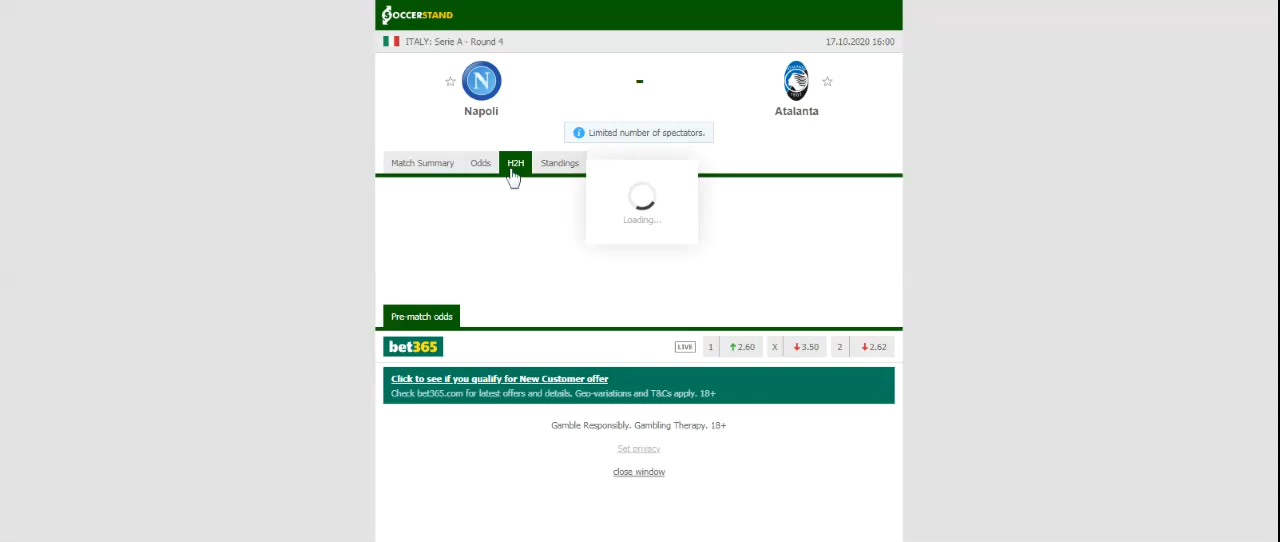 SOCCERSTAND
ITALY: Serie A - Round 4 17.10.2020 16:00
N
-
Napoli Atalanta
i Limited number of spectators.
Match Summary Odds H2H Standings
Loading...
Pre-match odds
bet365 LIVE 1 2.60 X 3.50 2 2.62
Click to see if you qualify for New Customer offer
Check bet365.com for latest offers and details. Geo-variations and T&Cs apply. 18+
Gamble Responsibly. Gambling Therapy. 18+
Set privacy
close window